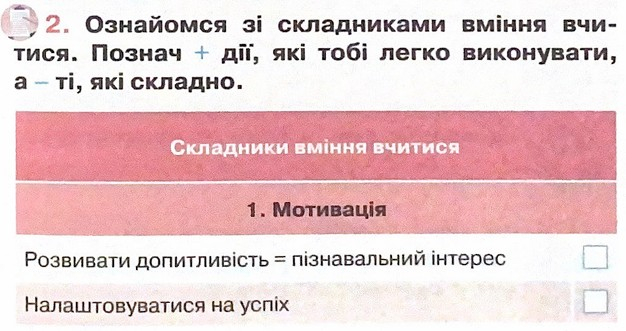 2. Ознайомся зі складниками вміння вчи-
тися. Познач + дії, які тобі легко виконувати,
а – ті, які складно.
Складники вміння вчитися
1. Мотивація
Розвивати допитливість = пізнавальний інтерес
Налаштовуватися на успіх